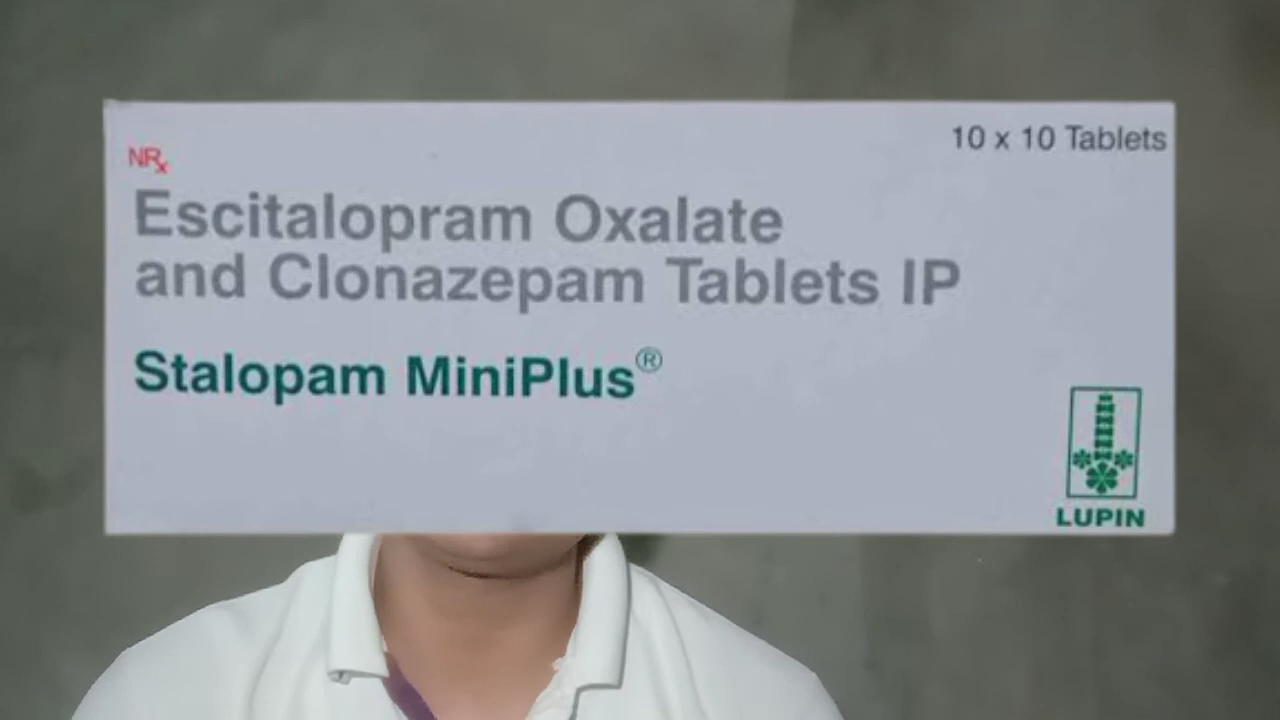 10 x 10 Tablets
NRx
Escitalopram Oxalate
and Clonazepam Tablets IP
Stalopam MiniPlus®
LUPIN